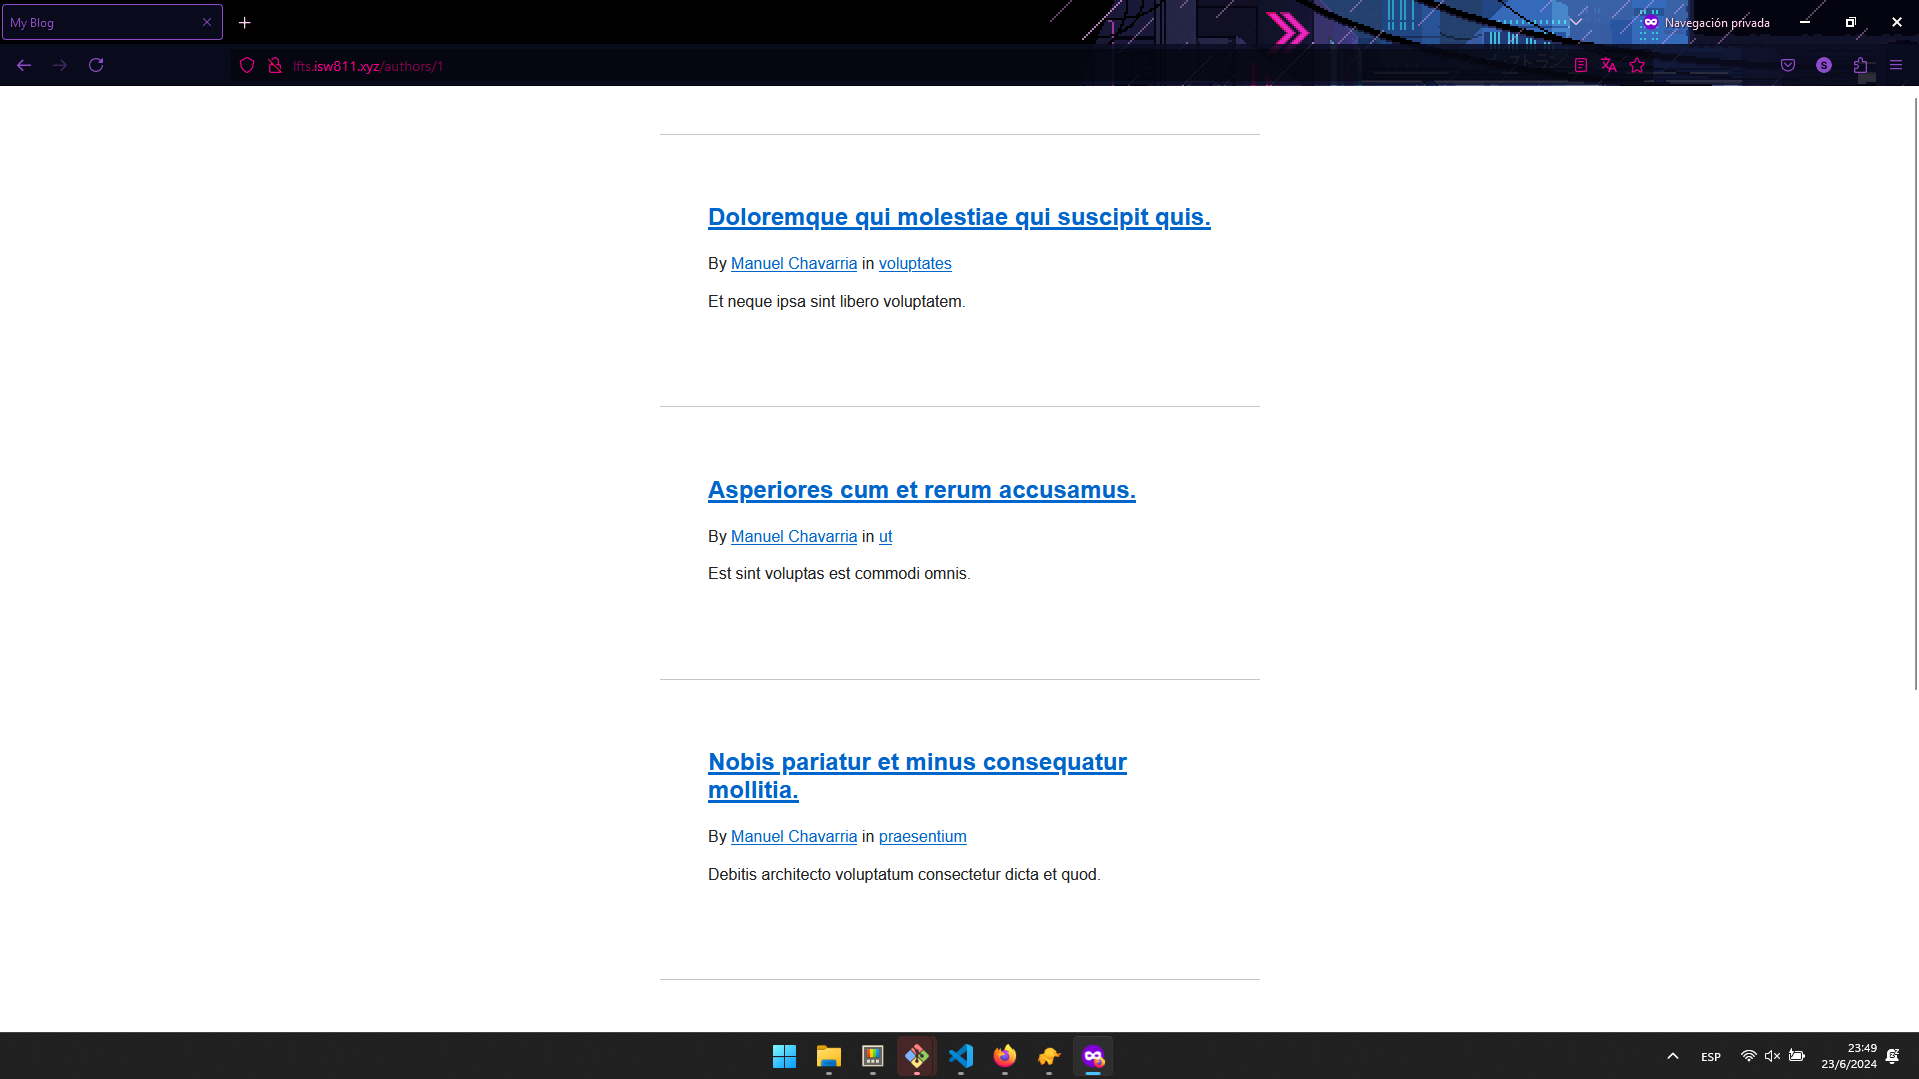 My Blog
Navegación privada
lfts.isw811.xyz/authors/1
Doloremque qui molestiae qui suscipit quis.
By Manuel Chavarria in voluptates
Et neque ipsa sint libero voluptatem.
Asperiores cum et rerum accusamus.
By Manuel Chavarria in ut
Est sint voluptas est commodi omnis.
Nobis pariatur et minus consequatur
mollitia.
By Manuel Chavarria in praesentium
Debitis architecto voluptatum consectetur dicta et quod.
ESP
23:49
23/6/2024